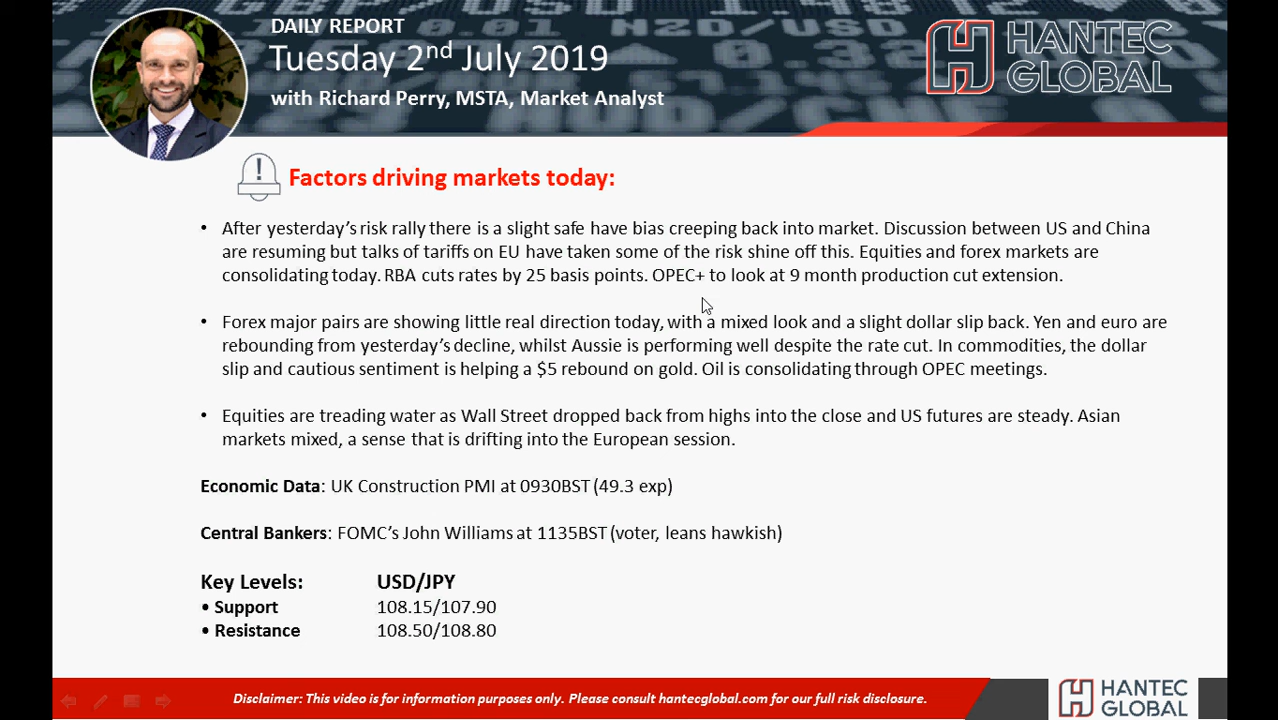 DAILY REPORT
Tuesday 2nd July 2019
with Richard Perry, MSTA, Market Analyst
HANTEC
GLOBAL
Factors driving markets today:
• After yesterday's risk rally there is a slight safe have bias creeping back into market. Discussion between US and China
are resuming but talks of tariffs on EU have taken some of the risk shine off this. Equities and forex markets are
consolidating today. RBA cuts rates by 25 basis points. OPEC+ to look at 9 month production cut extension.
• Forex major pairs are showing little real direction today, with a mixed look and a slight dollar slip back. Yen and euro are
rebounding from yesterday's decline, whilst Aussie is performing well despite the rate cut. In commodities, the dollar
slip and cautious sentiment is helping a $5 rebound on gold. Oil is consolidating through OPEC meetings.
• Equities are treading water as Wall Street dropped back from highs into the close and US futures are steady. Asian
markets mixed, a sense that is drifting into the European session.
Economic Data: UK Construction PMI at 0930BST (49.3 exp)
Central Bankers: FOMC's John Williams at 1135BST (voter, leans hawkish)
Key Levels: USD/JPY
• Support 108.15/107.90
• Resistance 108.50/108.80
Disclaimer: This video is for information purposes only. Please consult hantecglobal.com for our full risk disclosure.
HANTEC
GLOBAL